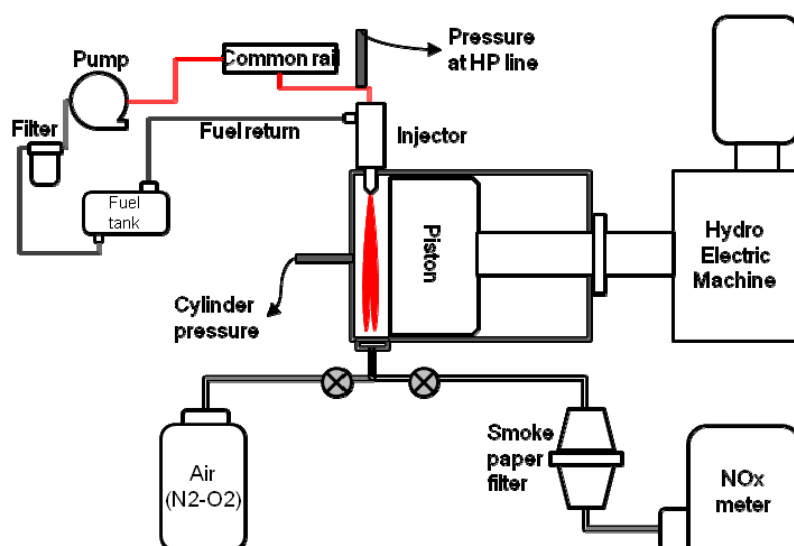 Pump
Common rail
Pressure
at HP line
Filter
Fuel return
Injector
Fuel
tank
Piston
Hydro
Electric
Machine
Cylinder
pressure
Smoke
paper
filter
Air
(N2-O2)
NOx
meter